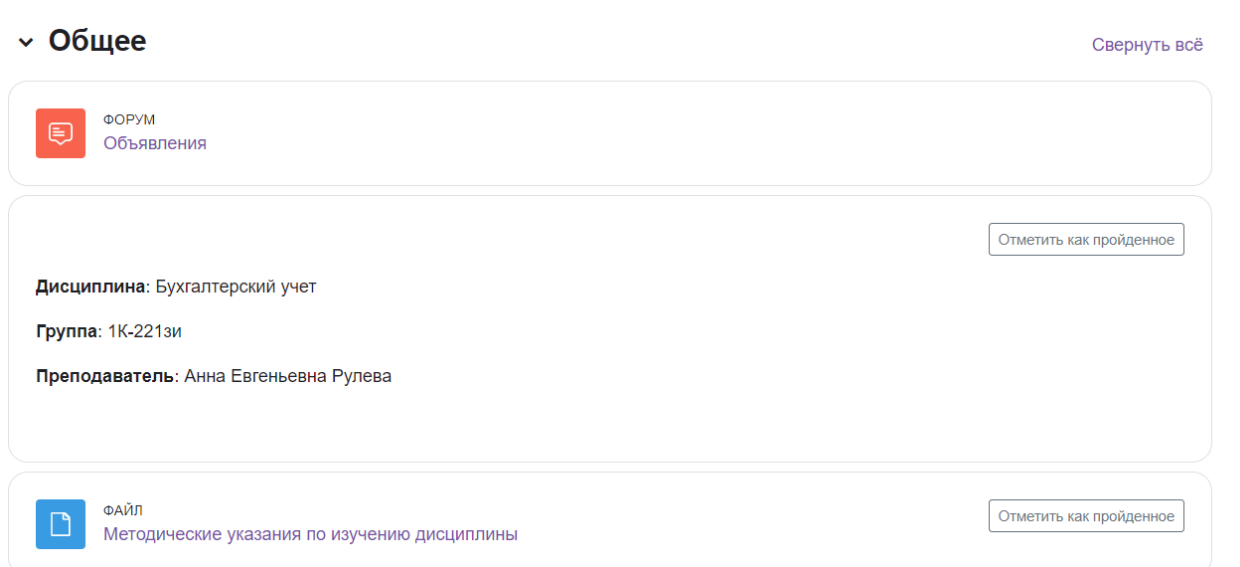 Общее
Свернуть всё
ФОРУМ
Объявления
Отметить как пройденное
Дисциплина: Бухгалтерский учет
Группа: 1К-221зи
Преподаватель: Анна Евгеньевна Рулева
ФАЙЛ
Методические указания по изучению дисциплины
Отметить как пройденное